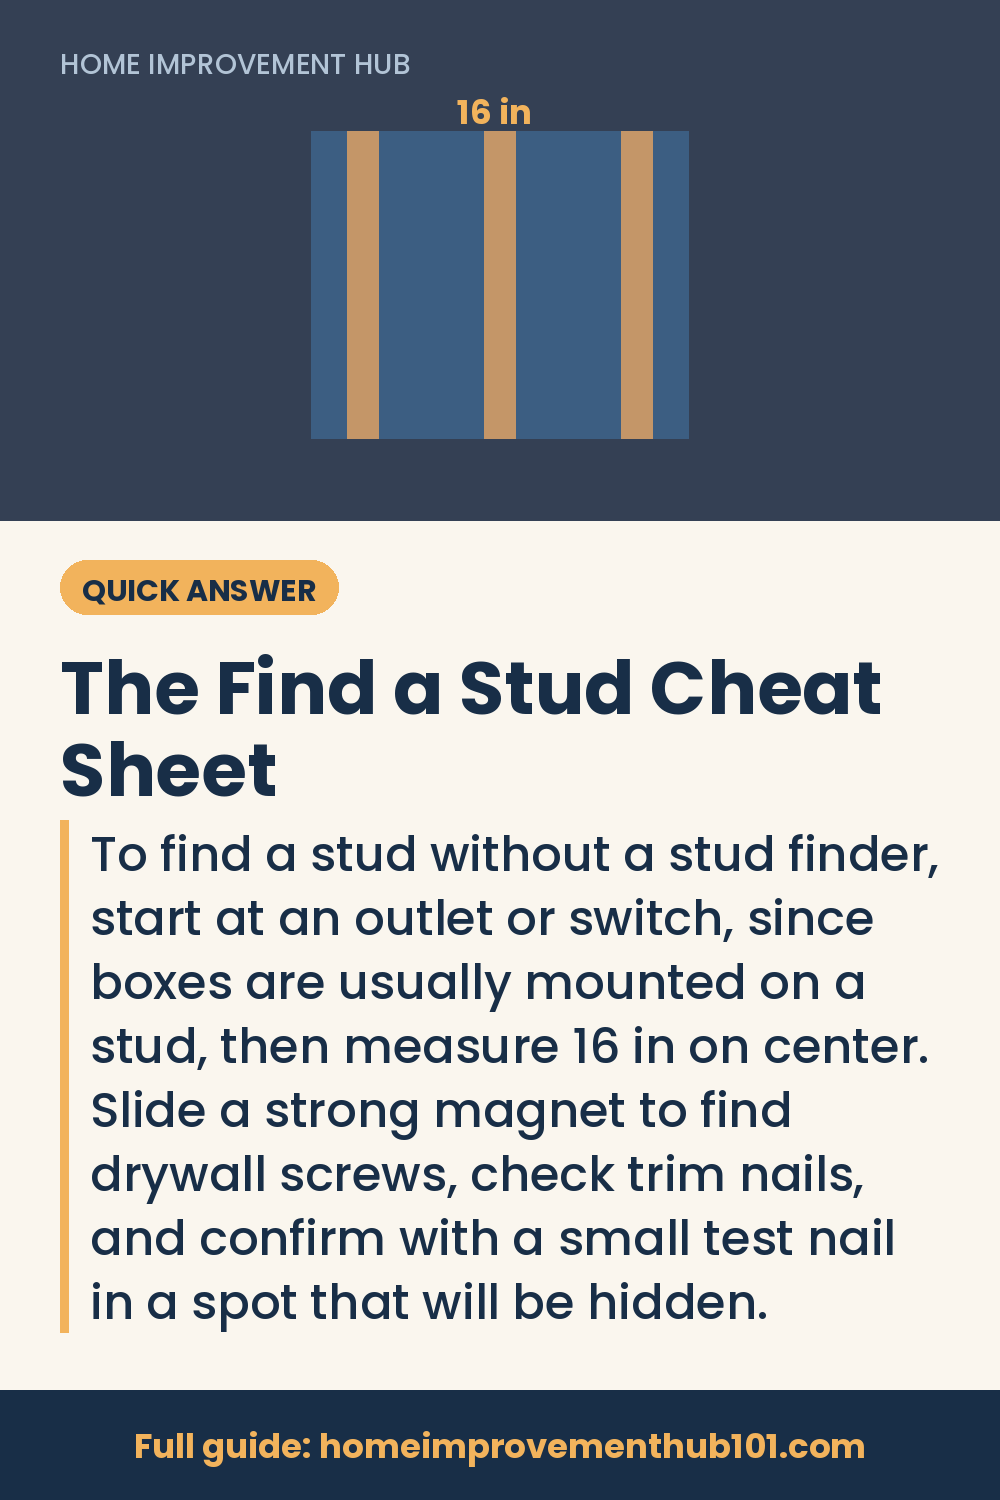 HOME IMPROVEMENT HUB
16 in
QUICK ANSWER
The Find a Stud Cheat
Sheet
To find a stud without a stud finder,
start at an outlet or switch, since
boxes are usually mounted on a
stud, then measure 16 in on center.
Slide a strong magnet to find
drywall screws, check trim nails,
and confirm with a small test nail
in a spot that will be hidden.
Full guide: homeimprovementhub101.com